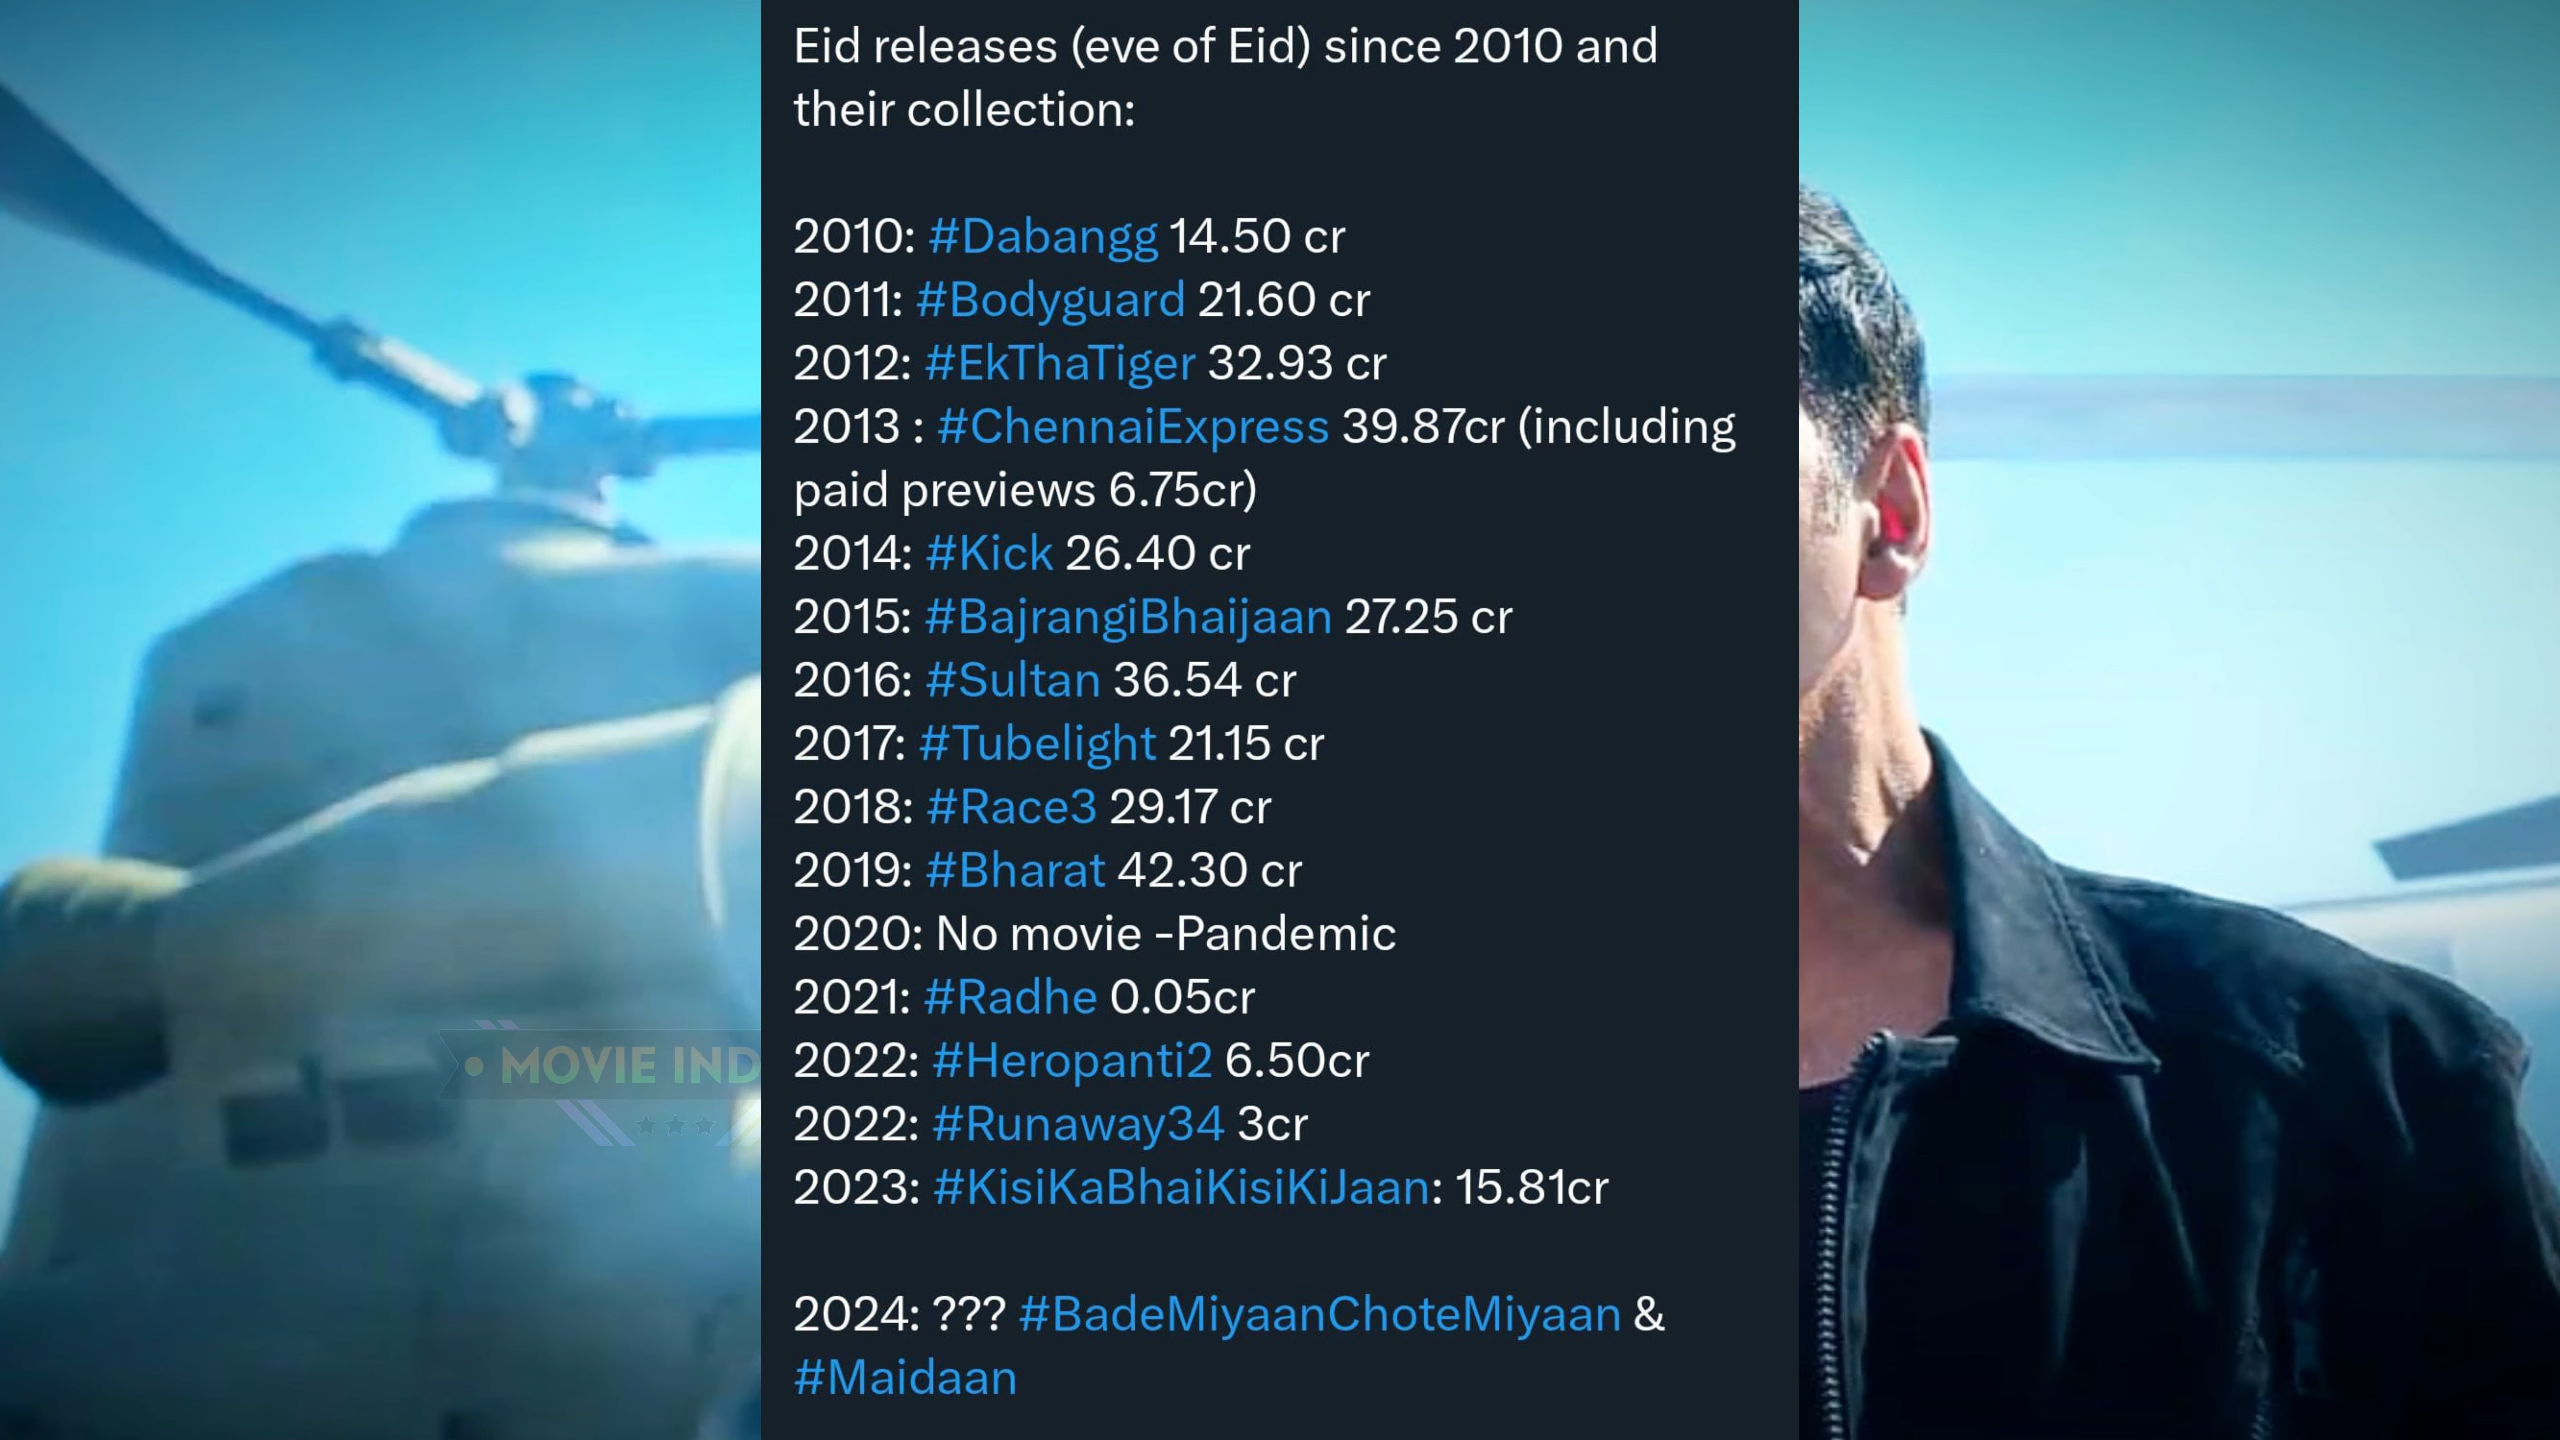 Eid releases (eve of Eid) since 2010 and
their collection:
2010: #Dabangg 14.50 cr
2011: #Bodyguard 21.60 cr
2012: #EkThaTiger 32.93 cr
2013 : #ChennaiExpress 39.87cr (including
paid previews 6.75cr)
2014: #Kick 26.40 cr
2015: #BajrangiBhaijaan 27.25 cr
2016: #Sultan 36.54 cr
2017: #Tubelight 21.15 cr
2018: #Race3 29.17 cr
2019: #Bharat 42.30 cr
2020: No movie -Pandemic
2021: #Radhe 0.05cr
2022: #Heropanti2 6.50cr
2022: #Runaway34 3cr
2023: #KisiKaBhaiKisiKiJaan: 15.81cr
2024: ??? #BadeMiyaanChoteMiyaan &
#Maidaan
MOVIE IND